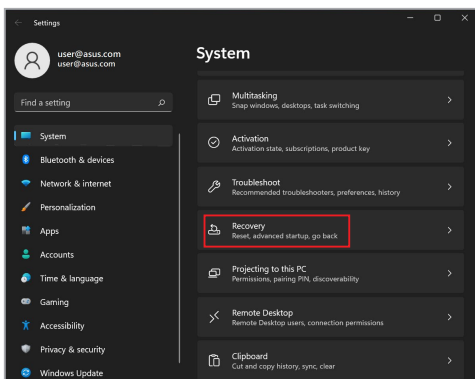 Settings
user@asus.com
user@asus.com
Find a setting
System
Bluetooth & devices
Network & internet
Personalization
Apps
Accounts
Time & language
Gaming
Accessibility
Privacy & security
Windows Update
System
Multitasking
Snap windows, desktops, task switching
Activation
Activation state, subscriptions, product key
Troubleshoot
Recommended troubleshooters, preferences, history
Recovery
Reset, advanced startup, go back
Projecting to this PC
Permissions, pairing PIN, discoverability
Remote Desktop
Remote Desktop users, connection permissions
Clipboard
Cut and copy history, sync, clear